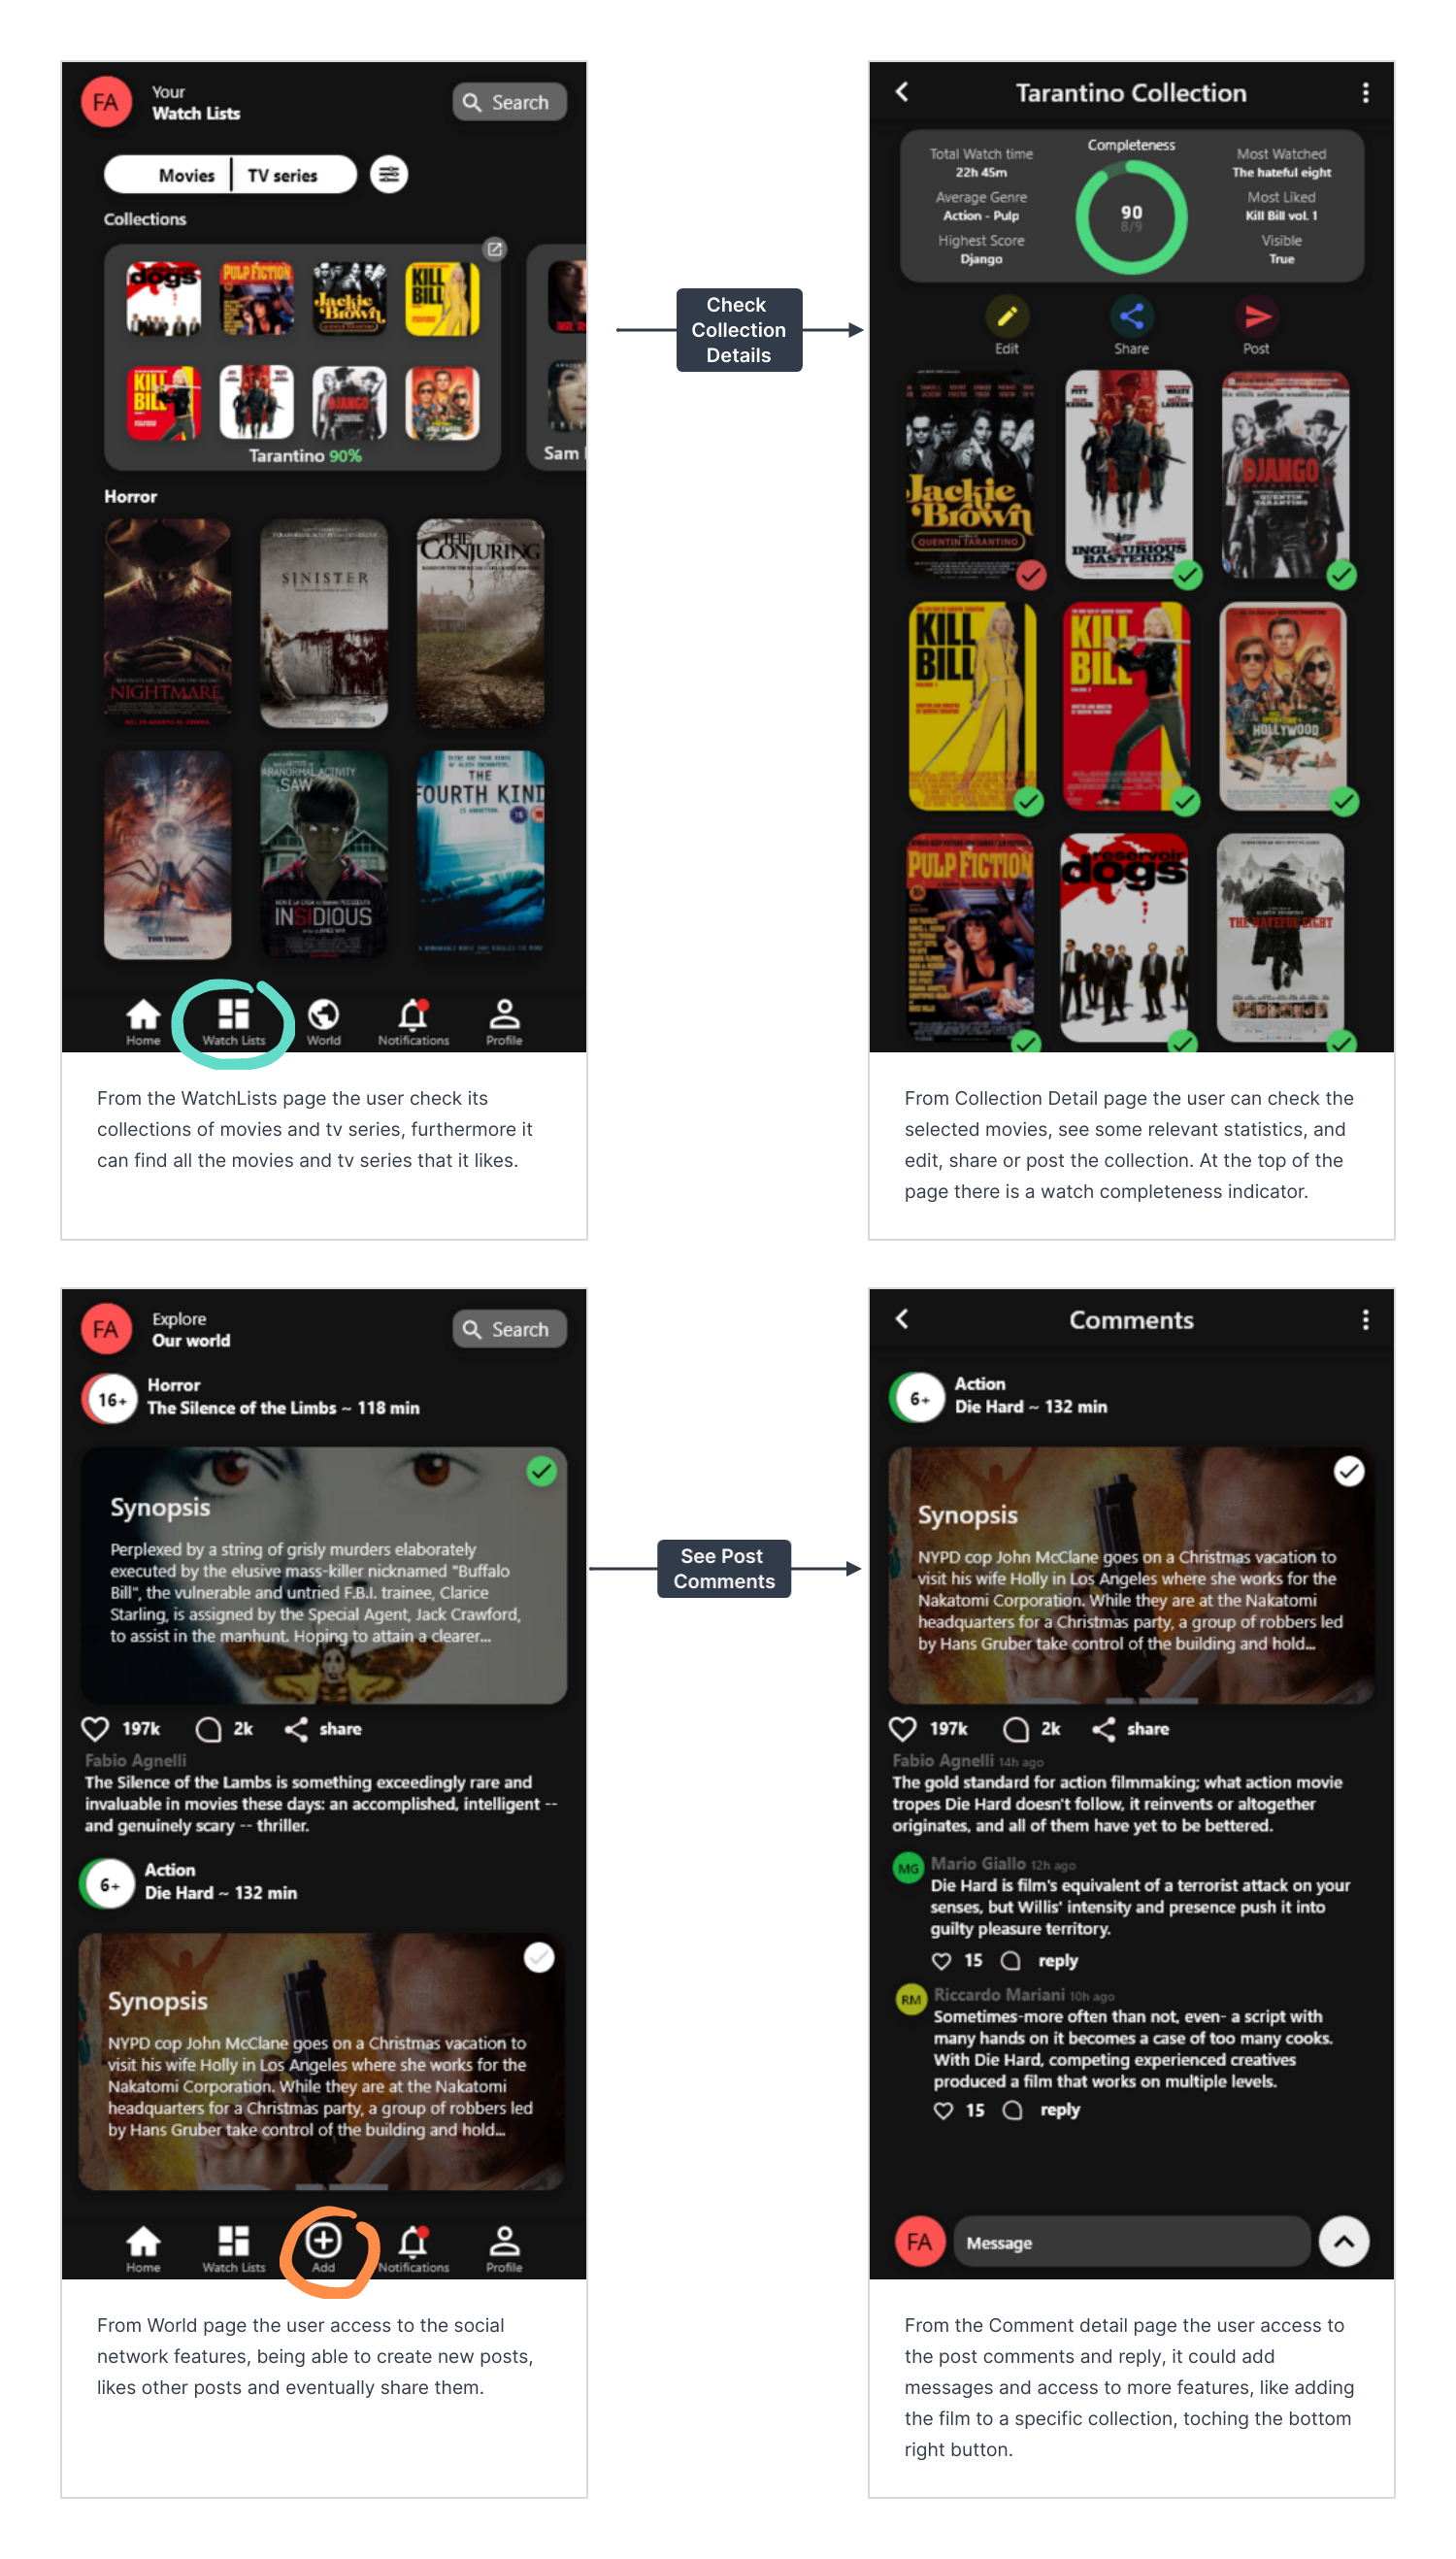 FA
Your
Watch Lists
Search
Movies
TV series
Collections
dogs
PULP FICTION
Jackie Brown
KILL BILL
KILL BILL
DJANGO
HOLLYWOOD
Tarantino 90%
Sam
Horror
NIGHTMARE
SINISTER
THE
CONJURING
THE THING
PARANORMAL ACTIVITY
SAW
INSIDIOUS
THE
FOURTH KIND
Home
Watch Lists
World
Notifications
Profile
From the WatchLists page the user check its
collections of movies and tv series, furthermore it
can find all the movies and tv series that it likes.
Check
Collection
Details
Tarantino Collection
Total Watch time
22h 45m
Average Genre
Action - Pulp
Highest Score
Django
Completeness
90
8/9
Most Watched
The hateful eight
Most Liked
Kill Bill vol. 1
Visible
True
Edit
Share
Post
Jackie
Brown
QUENTIN TARANTINO
PITT
INGLOURIOUS
BASTERDS
DJANGO
KILL
BILL
VOLUME 1
KILL
BILL
VOLUME 2
HOLLYWOOD
PULP FICTION
reservoir
dogs
THE HATEFUL EIGHT
From Collection Detail page the user can check the
selected movies, see some relevant statistics, and
edit, share or post the collection. At the top of the
page there is a watch completeness indicator.
FA
Explore
Our world
Search
16+
Horror
The Silence of the Limbs ~ 118 min
Synopsis
Perplexed by a string of grisly murders elaborately
executed by the elusive mass-killer nicknamed "Buffalo
Bill", the vulnerable and untried F.B.I. trainee, Clarice
Starling, is assigned by the Special Agent, Jack Crawford,
to assist in the manhunt. Hoping to attain a clearer...
197k
2k
share
Fabio Agnelli
The Silence of the Lambs is something exceedingly rare and
invaluable in movies these days: an accomplished, intelligent --
and genuinely scary -- thriller.
6+
Action
Die Hard ~ 132 min
Synopsis
NYPD cop John McClane goes on a Christmas vacation to
visit his wife Holly in Los Angeles where she works for the
Nakatomi Corporation. While they are at the Nakatomi
headquarters for a Christmas party, a group of robbers led
by Hans Gruber take control of the building and hold...
Home
Watch Lists
Add
Notifications
Profile
From World page the user access to the social
network features, being able to create new posts,
likes other posts and eventually share them.
See Post
Comments
Comments
6+
Action
Die Hard ~ 132 min
Synopsis
NYPD cop John McClane goes on a Christmas vacation to
visit his wife Holly in Los Angeles where she works for the
Nakatomi Corporation. While they are at the Nakatomi
headquarters for a Christmas party, a group of robbers led
by Hans Gruber take control of the building and hold...
197k
2k
share
Fabio Agnelli 14h ago
The gold standard for action filmmaking; what action movie
tropes Die Hard doesn't follow, it reinvents or altogether
originates, and all of them have yet to be bettered.
MG
Mario Giallo 12h ago
Die Hard is film's equivalent of a terrorist attack on your
senses, but Willis' intensity and presence push it into
guilty pleasure territory.
15
reply
RM
Riccardo Mariani 10h ago
Sometimes-more often than not, even- a script with
many hands on it becomes a case of too many cooks.
With Die Hard, competing experienced creatives
produced a film that works on multiple levels.
15
reply
FA
Message
From the Comment detail page the user access to
the post comments and reply, it could add
messages and access to more features, like adding
the film to a specific collection, toching the bottom
right button.